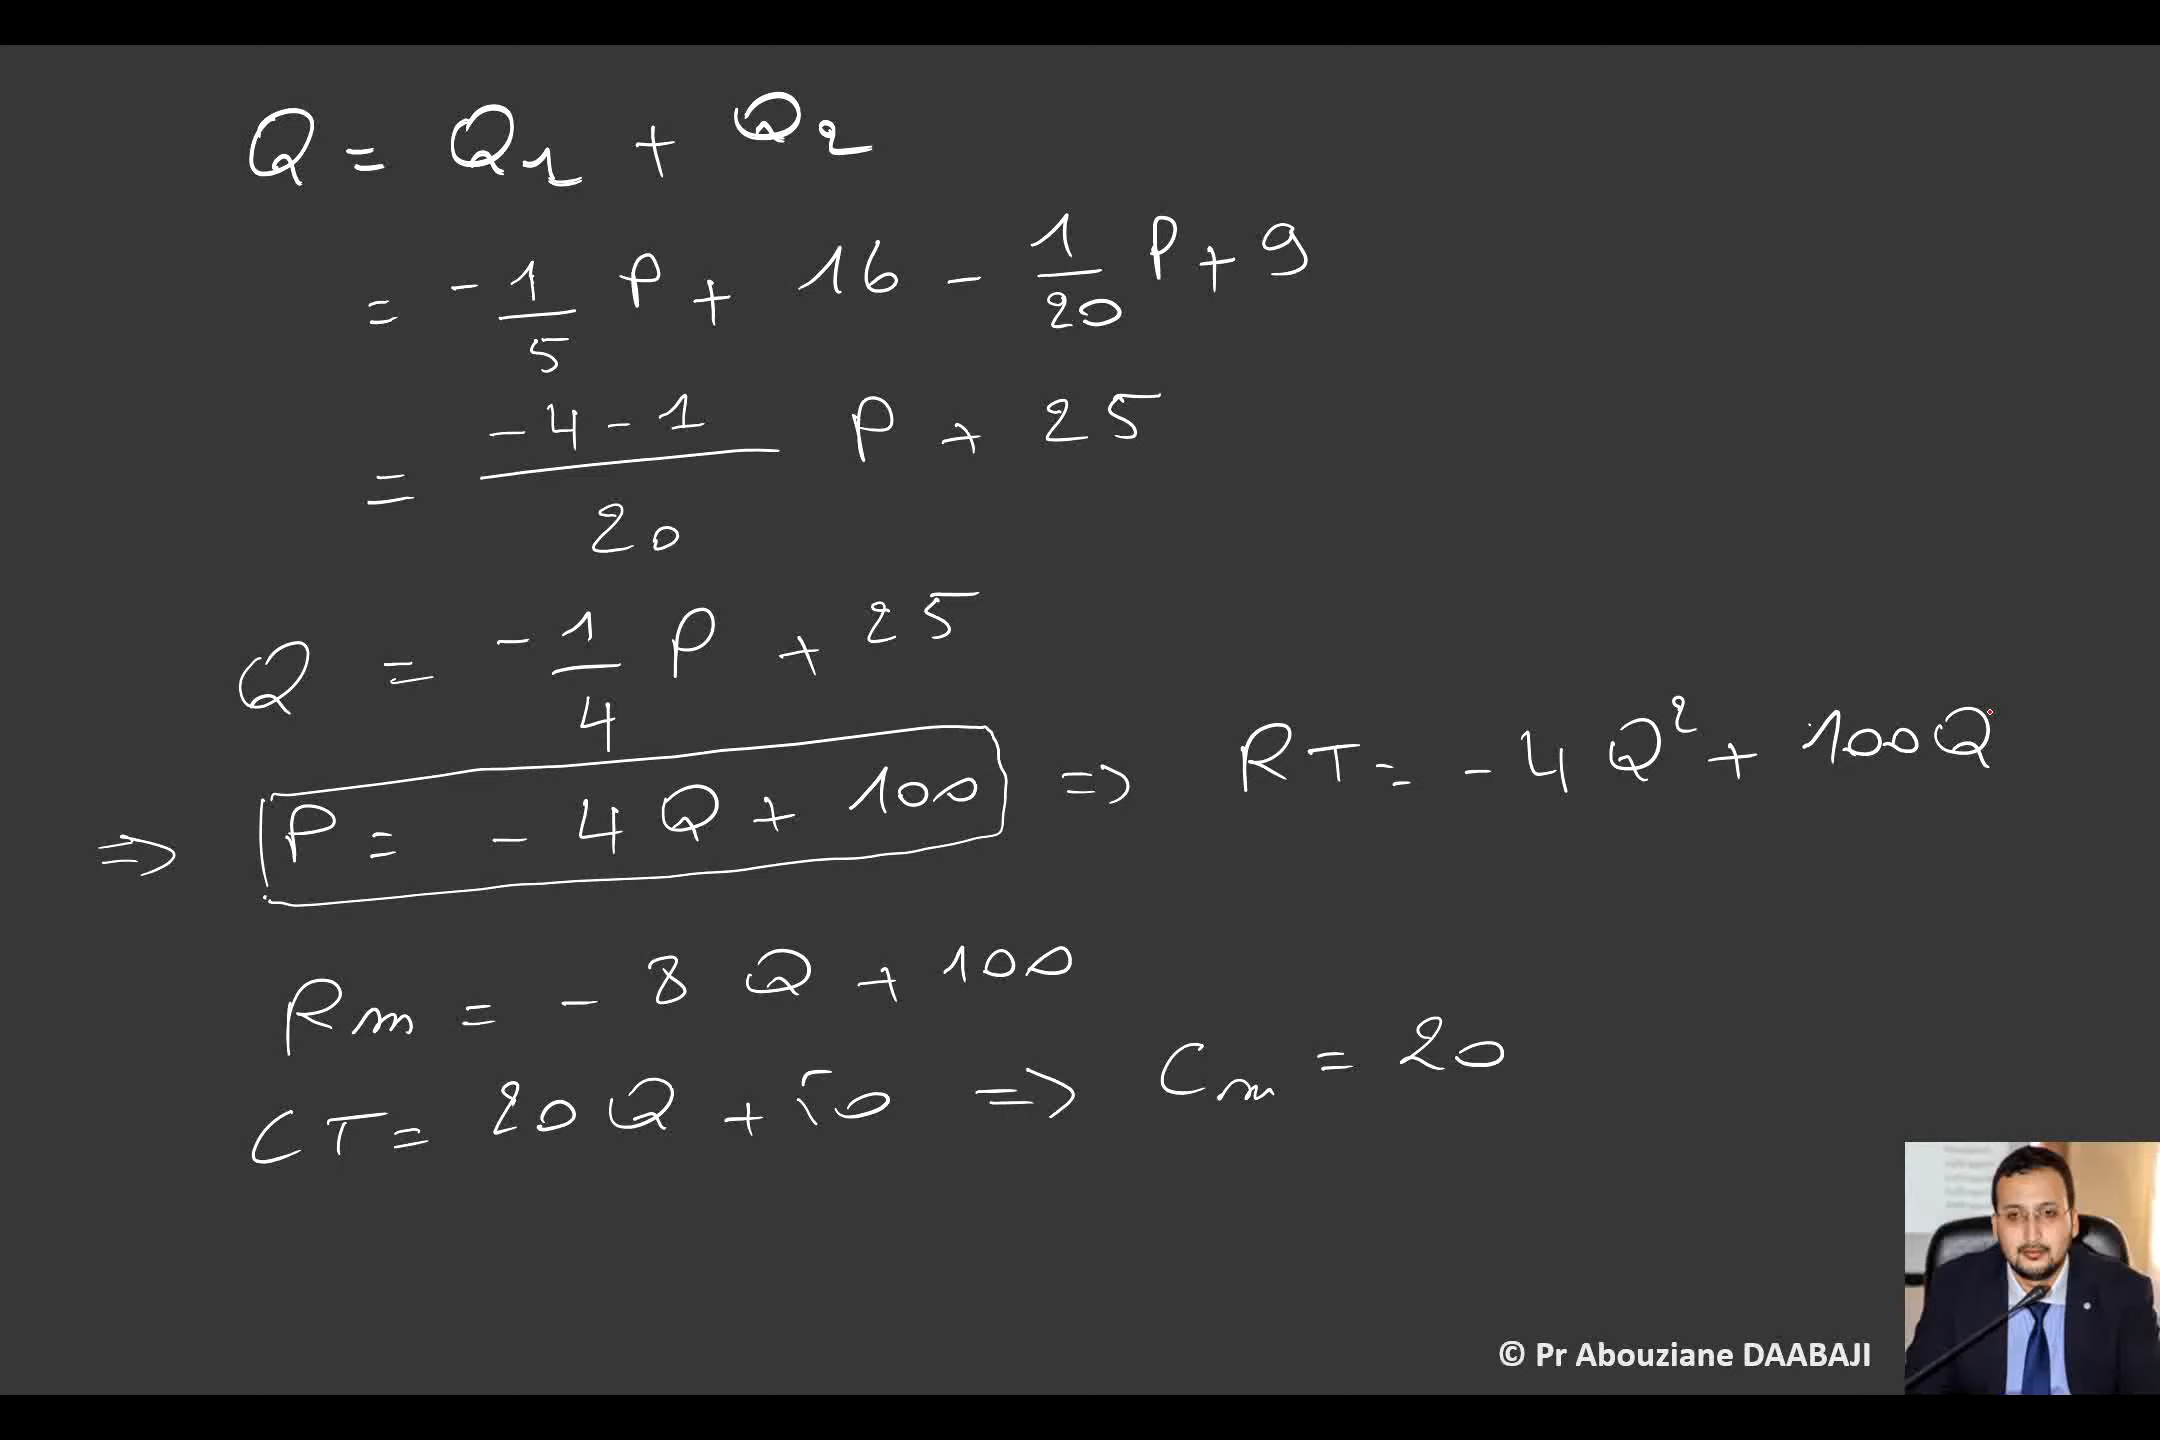 Q = Q1 + Q2
= -1/5 P + 16 - 1/20 P + 9
= (-4-1)/20 P + 25
Q = -1/4 P + 25
=> P = - 4Q + 100 => RT = - 4Q² + 100Q
Rm = - 8Q + 100
CT = 20Q + 50 => Cm = 20
© Pr Abouziane DAABAJI